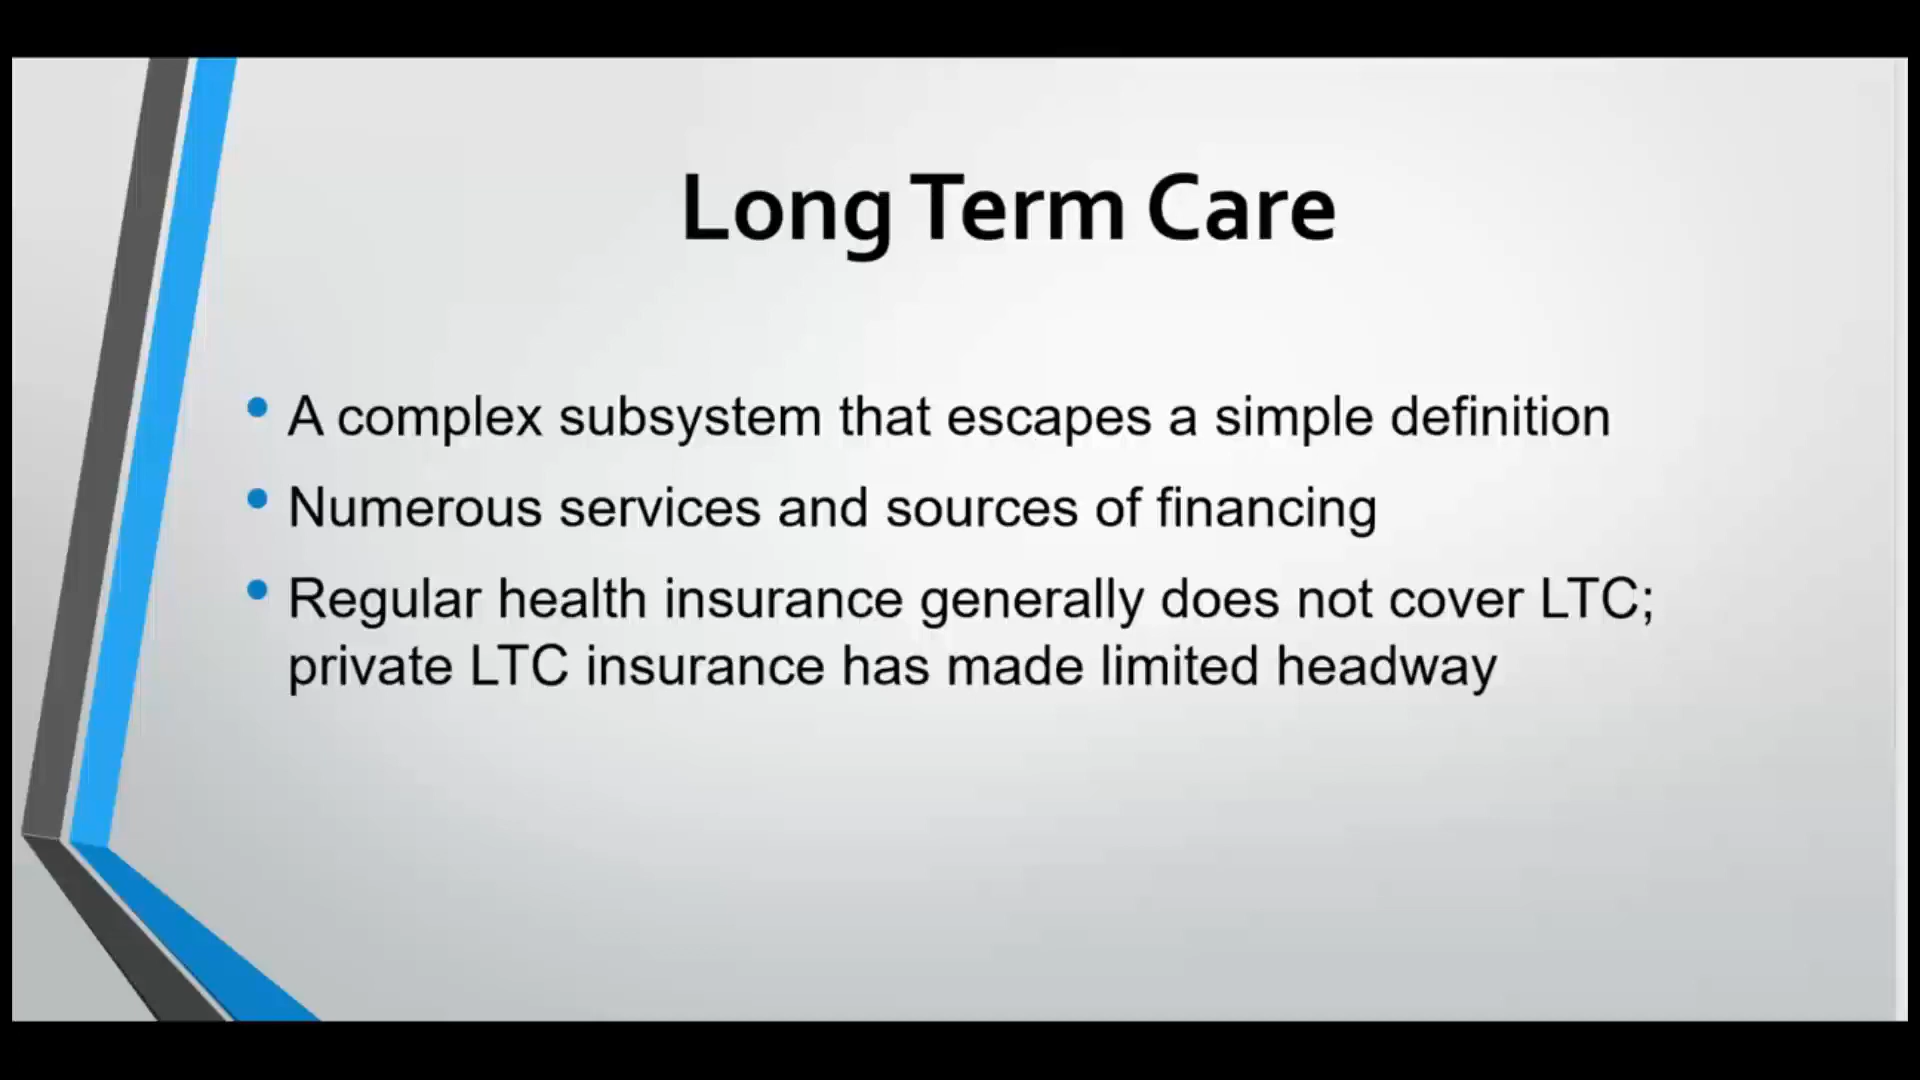 Long Term Care
• A complex subsystem that escapes a simple definition
• Numerous services and sources of financing
• Regular health insurance generally does not cover LTC;
private LTC insurance has made limited headway